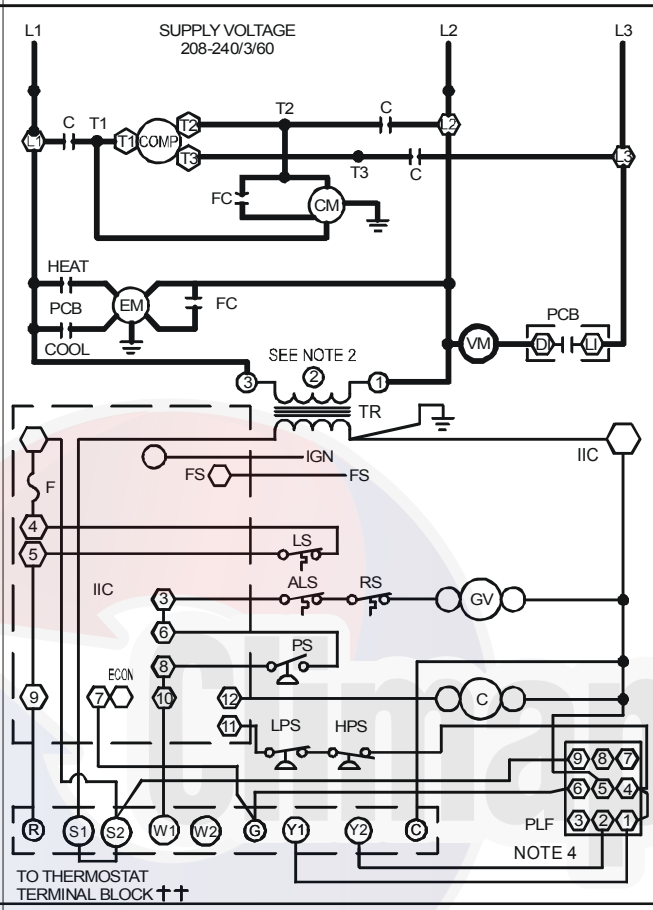 L1 SUPPLY VOLTAGE L2 L3
208-240/3/60
C T1 T2 C
L1 T1 COMP T2 L2
T3 T3 C L3
FC CM
HEAT
PCB EM FC PCB
COOL VM DI LI
SEE NOTE 2
3 2 1
TR
IIC
IGN
F FS FS
4
5 LS
IIC ALS RS
3 GV
6
PS
8
ECON
9 7 10 12 C
11 LPS HPS
9 8 7
6 5 4
PLF 3 2 1
NOTE 4
R S1 S2 W1 W2 G Y1 Y2 C
TO THERMOSTAT
TERMINAL BLOCK ††
Climap